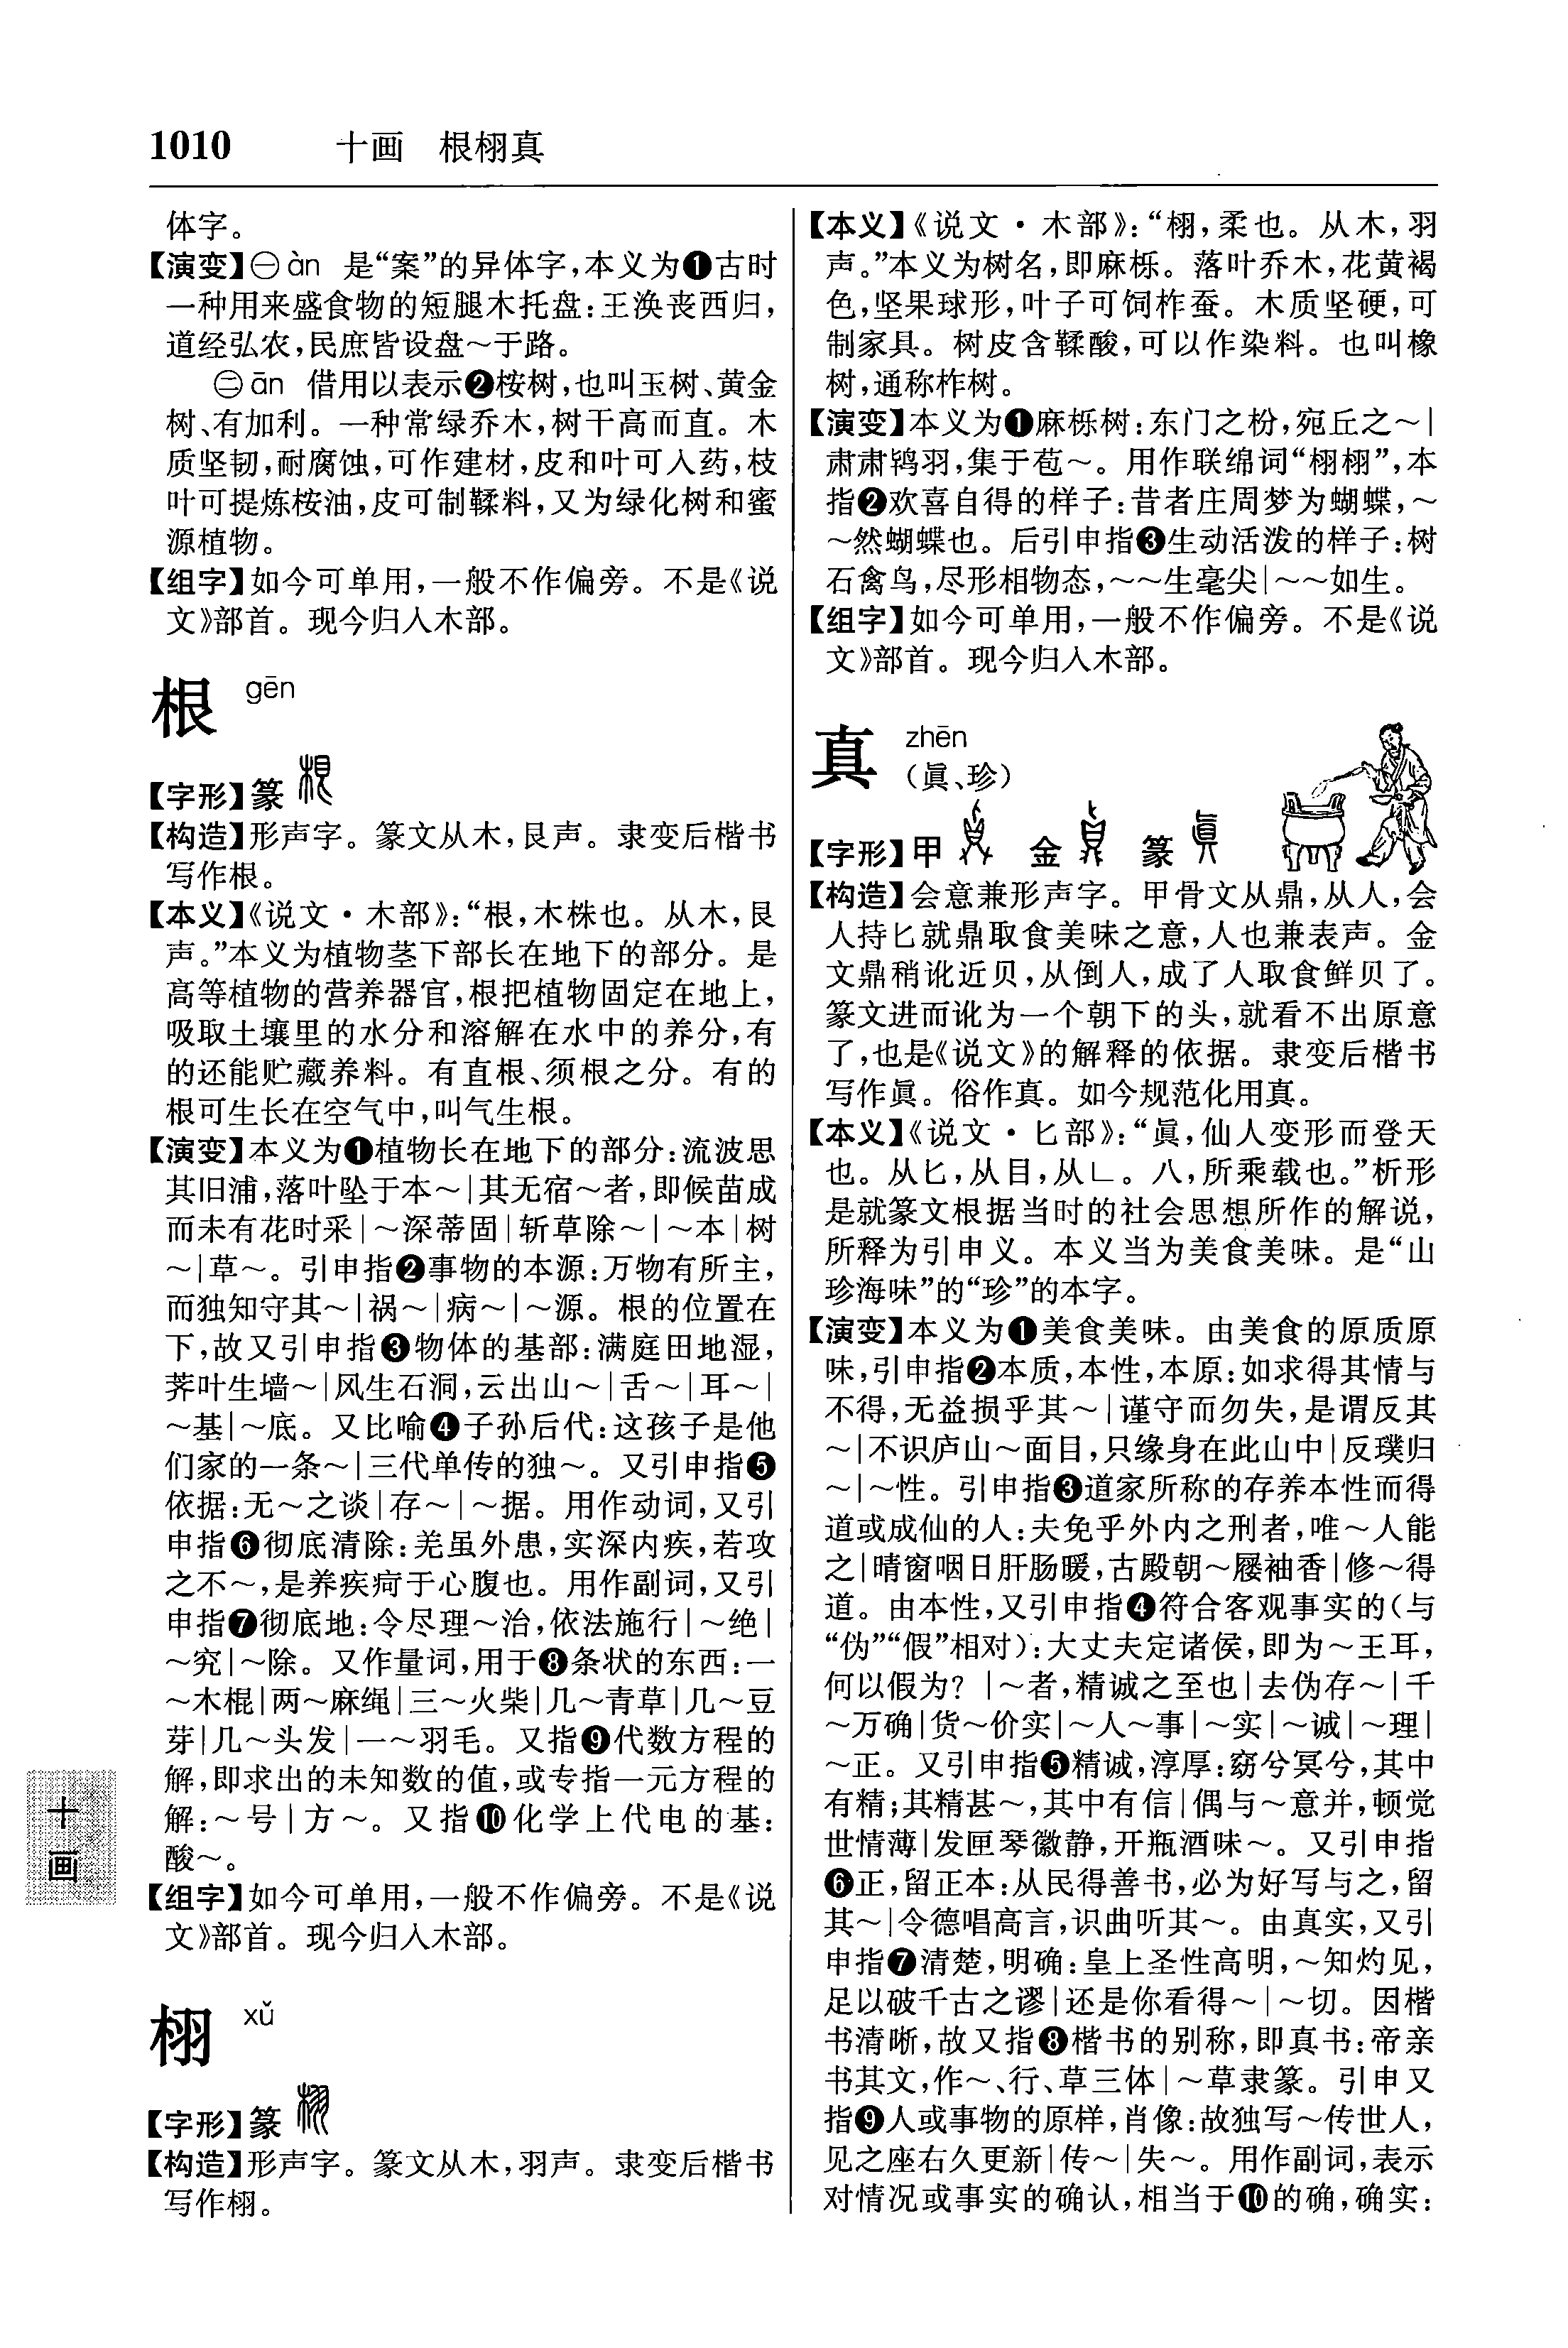 1010 十画 根栩真
体字。
【演变】㊀àn 是“案”的异体字,本义为❶古时
一种用来盛食物的短腿木托盘:王涣丧西归,
道经弘农,民庶皆设盘～于路。
㊁ān 借用以表示❷桉树,也叫玉树、黄金
树、有加利。一种常绿乔木,树干高而直。木
质坚韧,耐腐蚀,可作建材,皮和叶可入药,枝
叶可提炼桉油,皮可制鞣料,又为绿化树和蜜
源植物。
【组字】如今可单用,一般不作偏旁。不是《说
文》部首。现今归入木部。
根 gēn
【字形】篆
【构造】形声字。篆文从木,艮声。隶变后楷书
写作根。
【本义】《说文·木部》:“根,木株也。从木,艮
声。”本义为植物茎下部长在地下的部分。是
高等植物的营养器官,根把植物固定在地上,
吸取土壤里的水分和溶解在水中的养分,有
的还能贮藏养料。有直根、须根之分。有的
根可生长在空气中,叫气生根。
【演变】本义为❶植物长在地下的部分:流波思
其旧浦,落叶坠于本～|其无宿～者,即候苗成
而未有花时采|～深蒂固|斩草除～|～本|树
～|草～。引申指❷事物的本源:万物有所主,
而独知守其～|祸～|病～|～源。根的位置在
下,故又引申指❸物体的基部:满庭田地湿,
荠叶生墙～|风生石洞,云出山～|舌～|耳～|
～基|～底。又比喻❹子孙后代:这孩子是他
们家的一条～|三代单传的独～。又引申指❺
依据:无～之谈|存～|～据。用作动词,又引
申指❻彻底清除:羌虽外患,实深内疾,若攻
之不～,是养疾疴于心腹也。用作副词,又引
申指❼彻底地:令尽理～治,依法施行|～绝|
～究|～除。又作量词,用于❽条状的东西:一
～木棍|两～麻绳|三～火柴|几～青草|几～豆
芽|几～头发|一～羽毛。又指❾代数方程的
解,即求出的未知数的值,或专指一元方程的
解:～号|方～。又指❿化学上代电的基:
酸～。
【组字】如今可单用,一般不作偏旁。不是《说
文》部首。现今归入木部。
栩 xǔ
【字形】篆
【构造】形声字。篆文从木,羽声。隶变后楷书
写作栩。
【本义】《说文·木部》:“栩,柔也。从木,羽
声。”本义为树名,即麻栎。落叶乔木,花黄褐
色,坚果球形,叶子可饲柞蚕。木质坚硬,可
制家具。树皮含鞣酸,可以作染料。也叫橡
树,通称柞树。
【演变】本义为❶麻栎树:东门之枌,宛丘之～|
肃肃鸨羽,集于苞～。用作联绵词“栩栩”,本
指❷欢喜自得的样子:昔者庄周梦为蝴蝶,～
～然蝴蝶也。后引申指❸生动活泼的样子:树
石禽鸟,尽形相物态,～～生毫尖|～～如生。
【组字】如今可单用,一般不作偏旁。不是《说
文》部首。现今归入木部。
真 zhēn
(眞、珍)
【字形】甲 金 篆
【构造】会意兼形声字。甲骨文从鼎,从人,会
人持匕就鼎取食美味之意,人也兼表声。金
文鼎稍讹近贝,从倒人,成了人取食鲜贝了。
篆文进而讹为一个朝下的头,就看不出原意
了,也是《说文》的解释的依据。隶变后楷书
写作眞。俗作真。如今规范化用真。
【本义】《说文·匕部》:“眞,仙人变形而登天
也。从匕,从目,从乚。八,所乘载也。”析形
是就篆文根据当时的社会思想所作的解说,
所释为引申义。本义当为美食美味。是“山
珍海味”的“珍”的本字。
【演变】本义为❶美食美味。由美食的原质原
味,引申指❷本质,本性,本原:如求得其情与
不得,无益损乎其～|谨守而勿失,是谓反其
～|不识庐山～面目,只缘身在此山中|反璞归
～|～性。引申指❸道家所称的存养本性而得
道或成仙的人:夫免乎外内之刑者,唯～人能
之|晴窗咽日肝肠暖,古殿朝～屦袖香|修～得
道。由本性,又引申指❹符合客观事实的(与
“伪”“假”相对):大丈夫定诸侯,即为～王耳,
何以假为?|～者,精诚之至也|去伪存～|千
～万确|货～价实|～人～事|～实|～诚|～理|
～正。又引申指❺精诚,淳厚:窈兮冥兮,其中
有精;其精甚～,其中有信|偶与～意并,顿觉
世情薄|发匣琴徽静,开瓶酒味～。又引申指
❻正,留正本:从民得善书,必为好写与之,留
其～|令德唱高言,识曲听其～。由真实,又引
申指❼清楚,明确:皇上圣性高明,～知灼见,
足以破千古之谬|还是你看得～|～切。因楷
书清晰,故又指❽楷书的别称,即真书:帝亲
书其文,作～、行、草三体|～草隶篆。引申又
指❾人或事物的原样,肖像:故独写～传世人,
见之座右久更新|传～|失～。用作副词,表示
对情况或事实的确认,相当于❿的确,确实:
十画